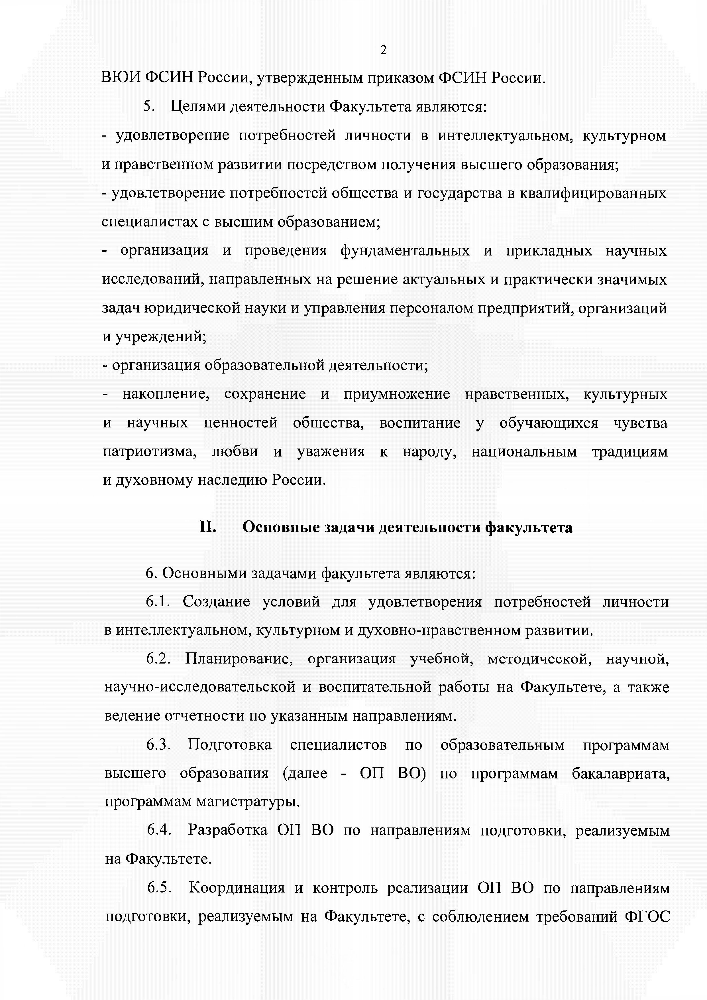 2
ВЮИ ФСИН России, утвержденным приказом ФСИН России.
5. Целями деятельности Факультета являются:
- удовлетворение потребностей личности в интеллектуальном, культурном
и нравственном развитии посредством получения высшего образования;
- удовлетворение потребностей общества и государства в квалифицированных
специалистах с высшим образованием;
- организация и проведения фундаментальных и прикладных научных
исследований, направленных на решение актуальных и практически значимых
задач юридической науки и управления персоналом предприятий, организаций
и учреждений;
- организация образовательной деятельности;
- накопление, сохранение и приумножение нравственных, культурных
и научных ценностей общества, воспитание у обучающихся чувства
патриотизма, любви и уважения к народу, национальным традициям
и духовному наследию России.
II. Основные задачи деятельности факультета
6. Основными задачами факультета являются:
6.1. Создание условий для удовлетворения потребностей личности
в интеллектуальном, культурном и духовно-нравственном развитии.
6.2. Планирование, организация учебной, методической, научной,
научно-исследовательской и воспитательной работы на Факультете, а также
ведение отчетности по указанным направлениям.
6.3. Подготовка специалистов по образовательным программам
высшего образования (далее - ОП ВО) по программам бакалавриата,
программам магистратуры.
6.4. Разработка ОП ВО по направлениям подготовки, реализуемым
на Факультете.
6.5. Координация и контроль реализации ОП ВО по направлениям
подготовки, реализуемым на Факультете, с соблюдением требований ФГОС